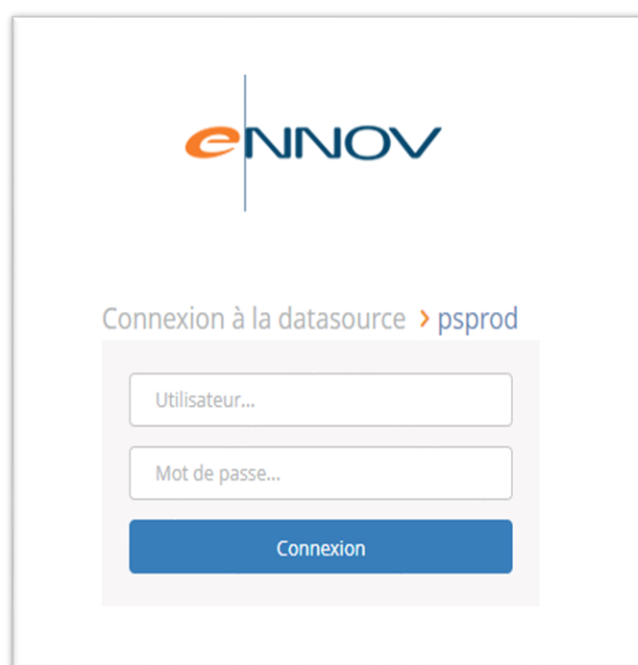 eNNOV
Connexion à la datasource > psprod
Utilisateur...
Mot de passe...
Connexion